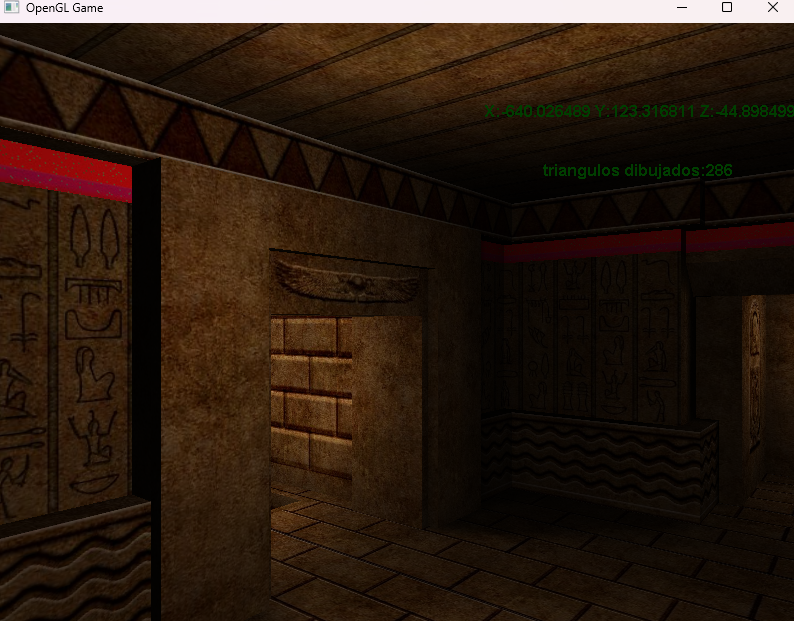 OpenGL Game
X:-640.026489 Y:123.316811 Z:-44.898499
triangulos dibujados:286